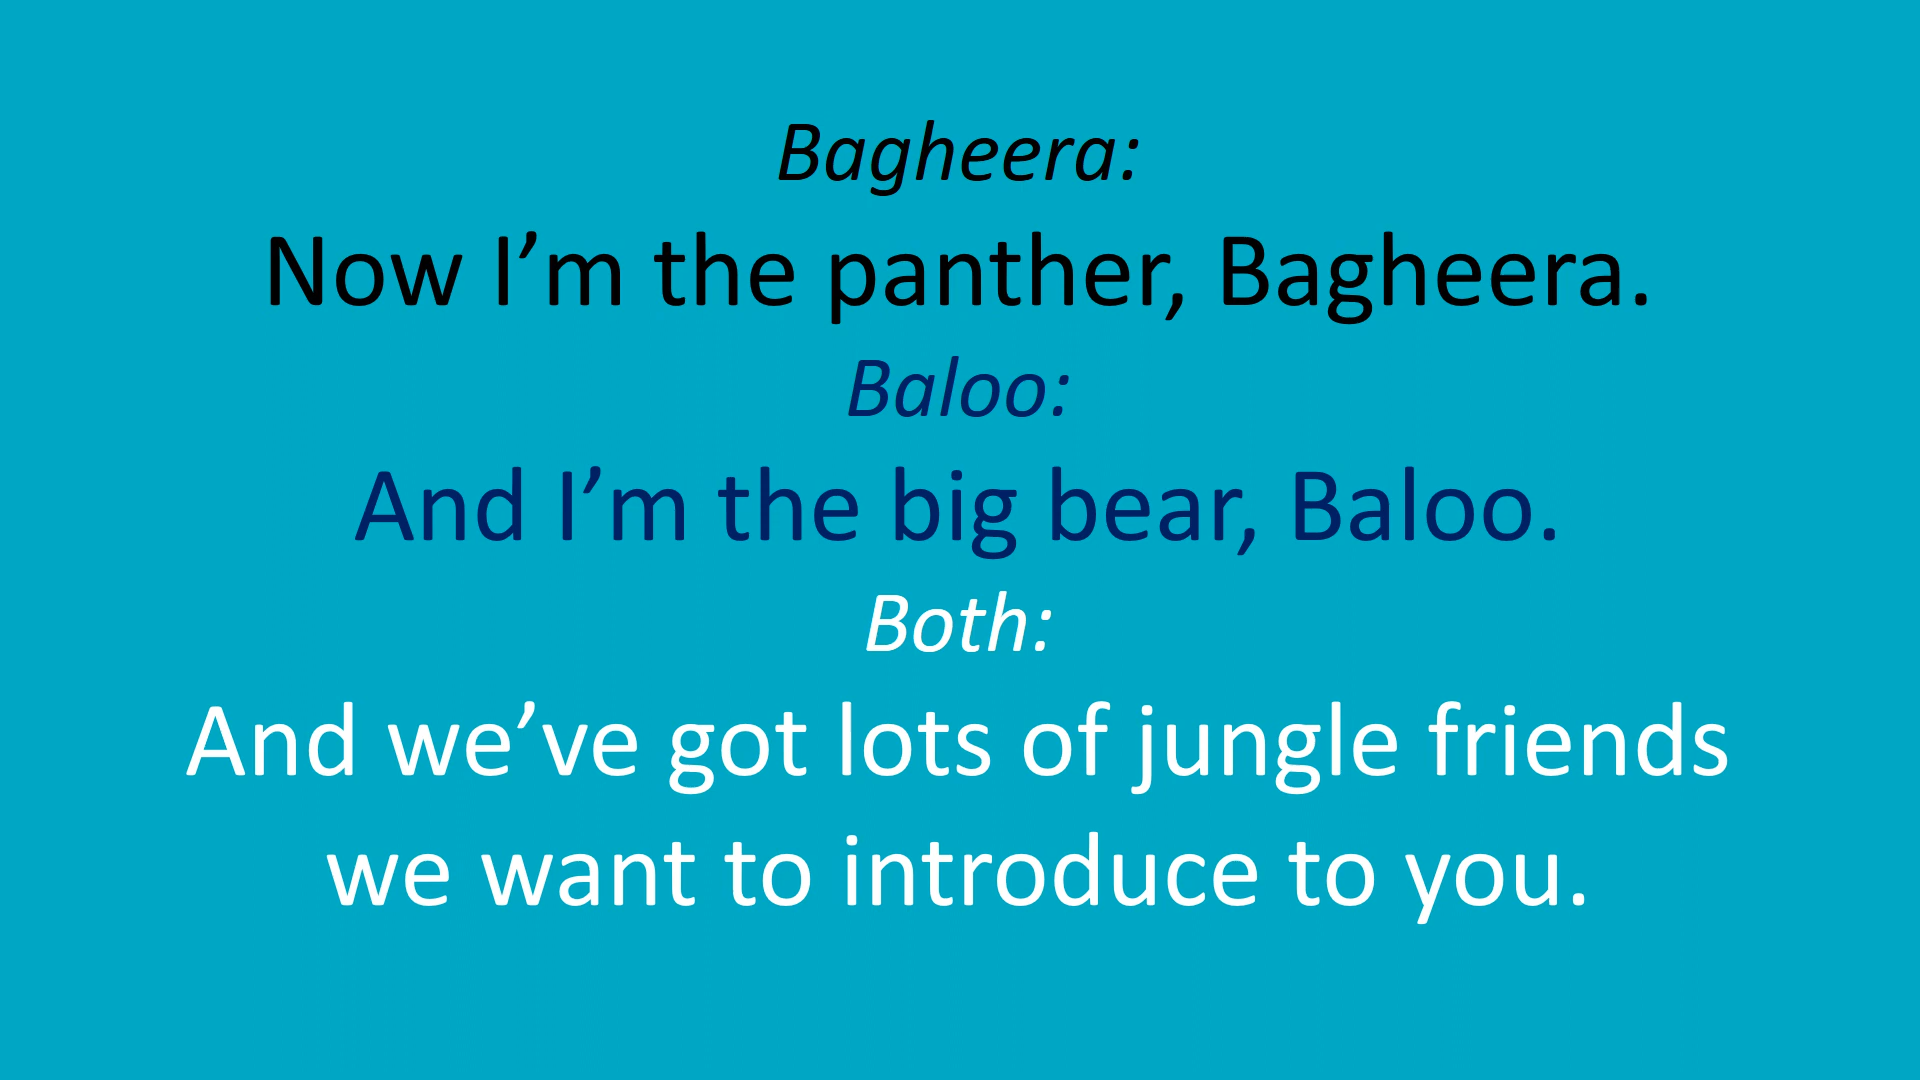 Bagheera:
Now I’m the panther, Bagheera.
Baloo:
And I’m the big bear, Baloo.
Both:
And we’ve got lots of jungle friends
we want to introduce to you.